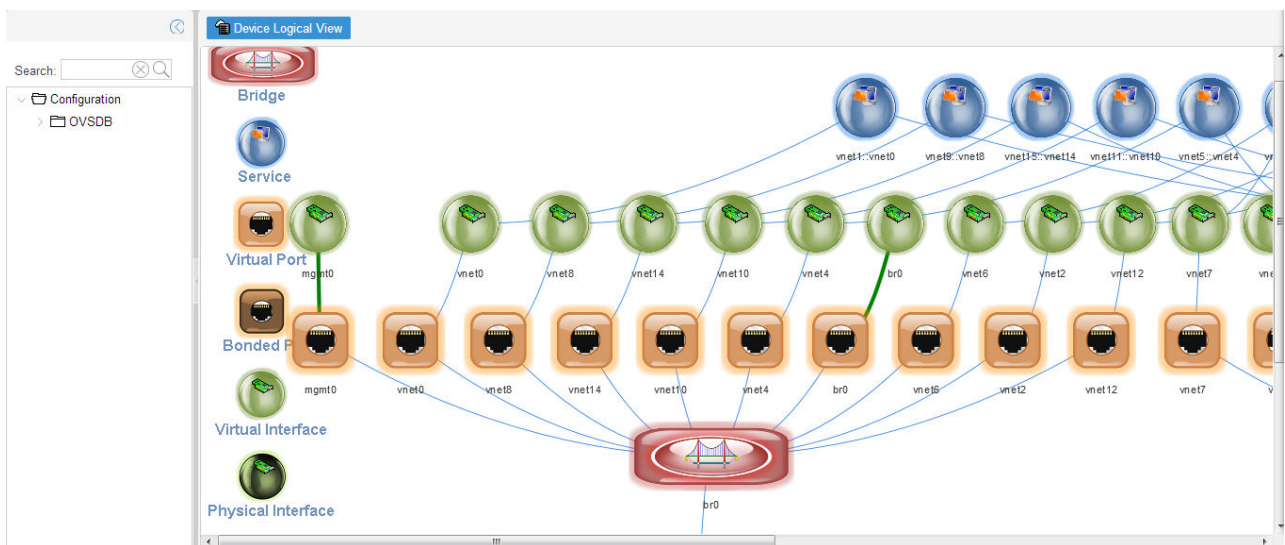 Device Logical View
Search:
Configuration
OVSDB
Bridge
Service
Virtual Port
Bonded P
Virtual Interface
Physical Interface
vnet1::vnet0 vnet9::vnet8 vnet15::vnet14 vnet11::vnet10 vnet5::vnet4
mgmt0 vnet0 vnet8 vnet14 vnet10 vnet4 br0 vnet6 vnet2 vnet12 vnet7
mgmt0 vnet0 vnet8 vnet14 vnet10 vnet4 br0 vnet6 vnet2 vnet12 vnet7
br0